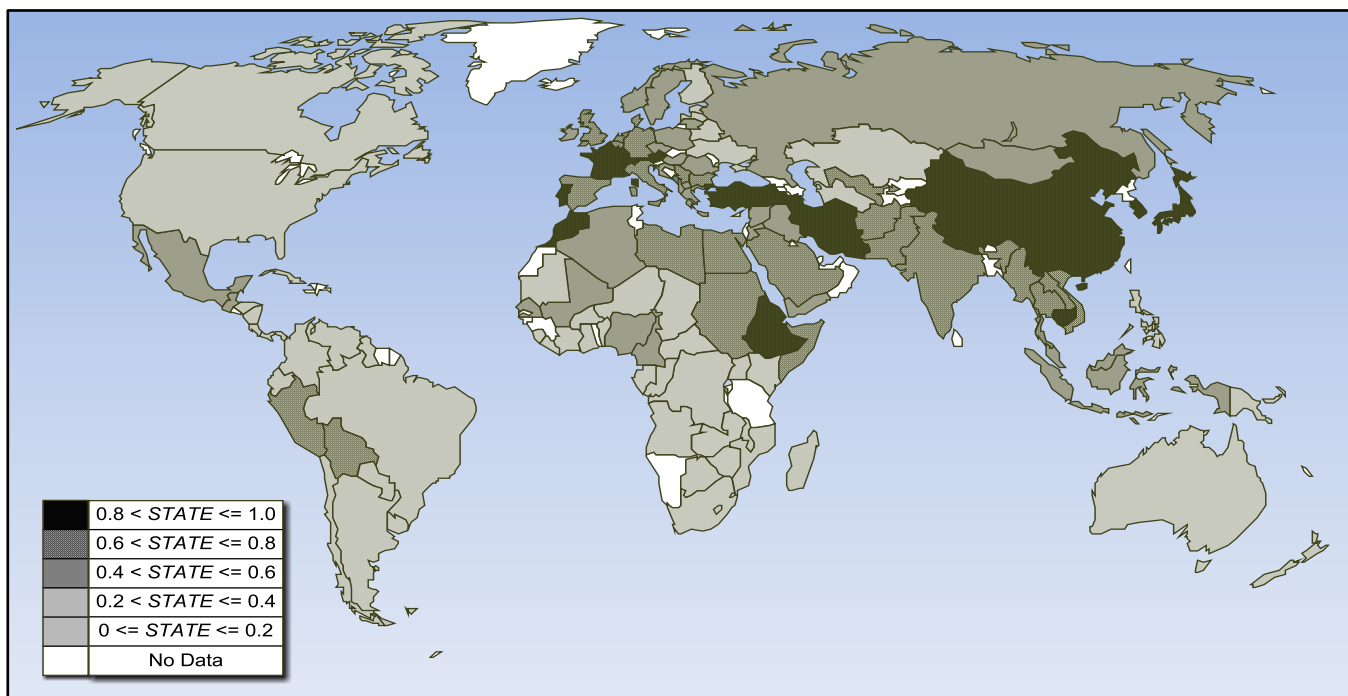 0.8 < STATE <= 1.0
0.6 < STATE <= 0.8
0.4 < STATE <= 0.6
0.2 < STATE <= 0.4
0 <= STATE <= 0.2
No Data